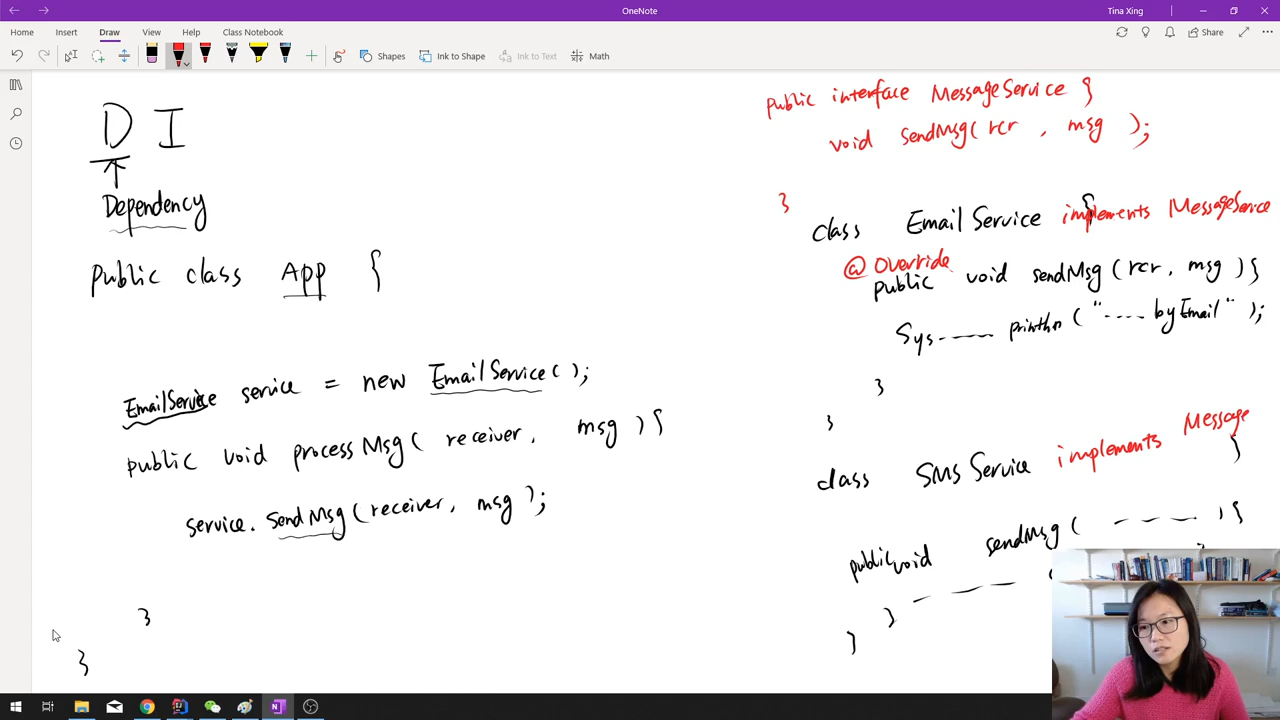 OneNote
Tina Xing
Home Insert Draw View Help Class Notebook
Share
Shapes Ink to Shape Ink to Text Math
D I
Dependency
public class App {
EmailService service = new EmailService();
public void processMsg( receiver, msg ){
service. sendMsg(receiver, msg );
}
}
public interface MessageService {
void sendMsg(rcr , msg );
}
class EmailService { implements MessageService
@ Override
public void sendMsg (rcr, msg ){
Sys------ println ( "---- by Email" );
}
}
class SMS Service implements Message
{
public void sendMsg ( ---- ){
}
}